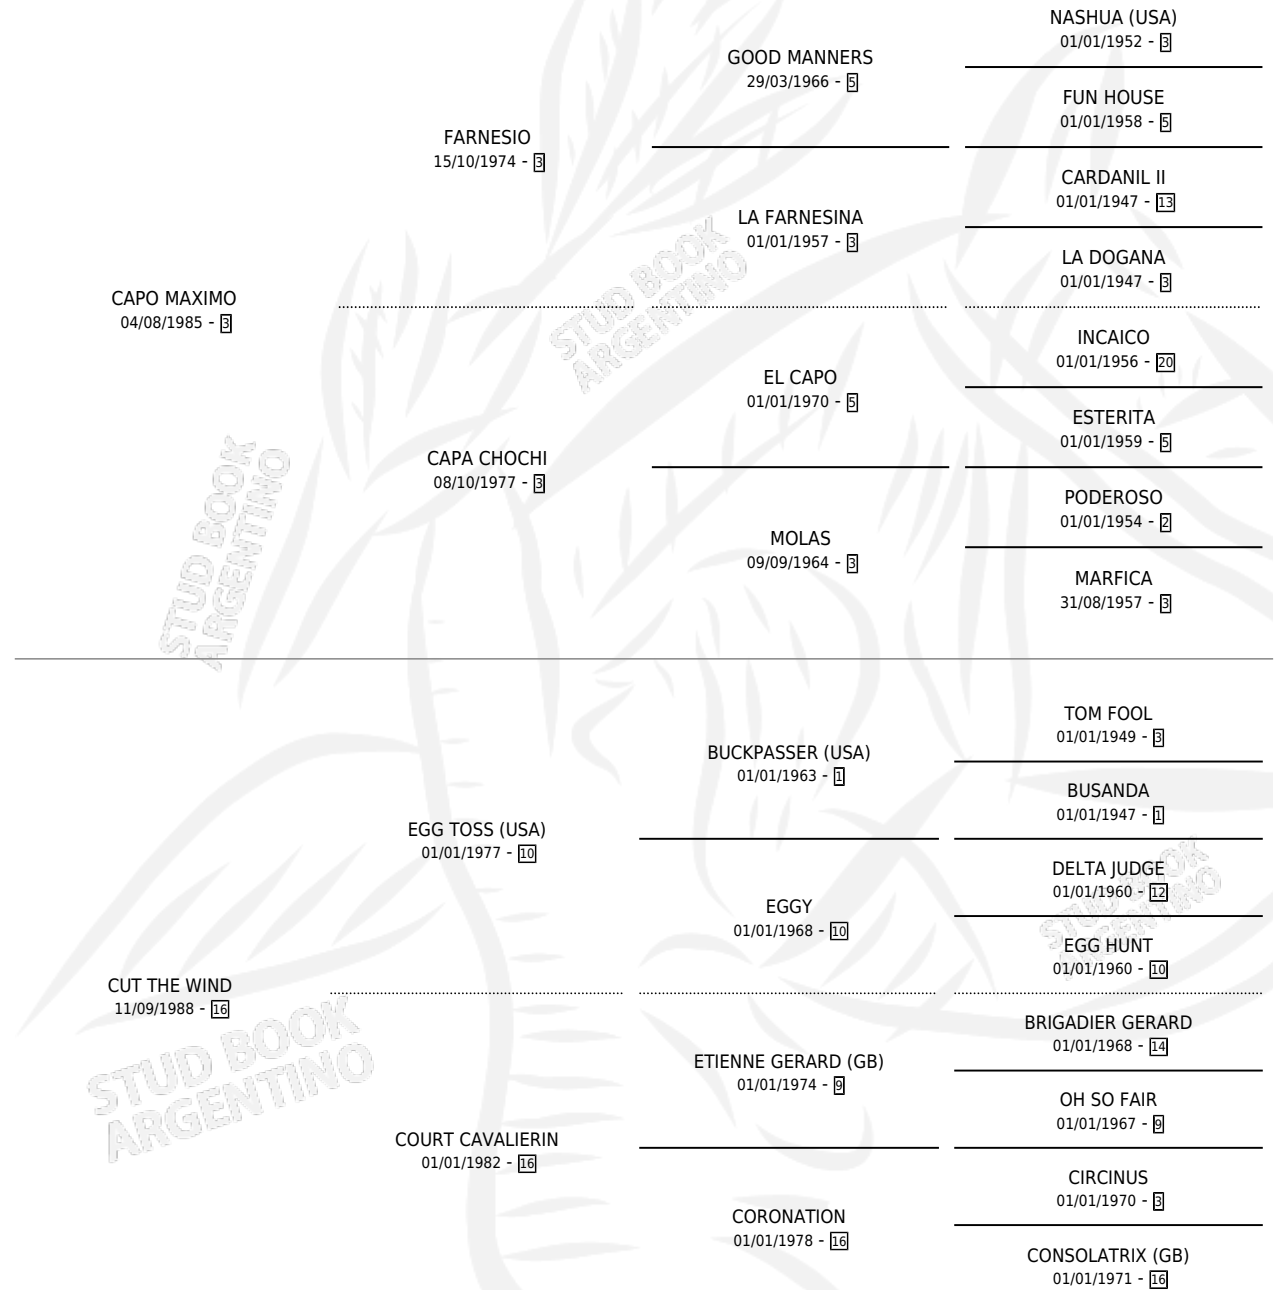 NASHUA (USA)
01/01/1952 - 3
GOOD MANNERS
29/03/1966 - 5
FUN HOUSE
01/01/1958 - 5
FARNESIO
15/10/1974 - 3
CARDANIL II
01/01/1947 - 13
LA FARNESINA
01/01/1957 - 3
LA DOGANA
01/01/1947 - 3
CAPO MAXIMO
04/08/1985 - 3
INCAICO
01/01/1956 - 20
EL CAPO
01/01/1970 - 5
ESTERITA
01/01/1959 - 5
CAPA CHOCHI
08/10/1977 - 3
PODEROSO
01/01/1954 - 2
MOLAS
09/09/1964 - 3
MARFICA
31/08/1957 - 3
TOM FOOL
01/01/1949 - 3
BUCKPASSER (USA)
01/01/1963 - 1
BUSANDA
01/01/1947 - 1
EGG TOSS (USA)
01/01/1977 - 10
DELTA JUDGE
01/01/1960 - 12
EGGY
01/01/1968 - 10
EGG HUNT
01/01/1960 - 10
CUT THE WIND
11/09/1988 - 16
BRIGADIER GERARD
01/01/1968 - 14
ETIENNE GERARD (GB)
01/01/1974 - 9
OH SO FAIR
01/01/1967 - 9
COURT CAVALIERIN
01/01/1982 - 16
CIRCINUS
01/01/1970 - 3
CORONATION
01/01/1978 - 16
CONSOLATRIX (GB)
01/01/1971 - 16
STUD BOOK
ARGENTINO
STUD BOOK
ARGENTINO
STUD BOOK
ARGENTINO
STUD BOOK
ARGENTINO